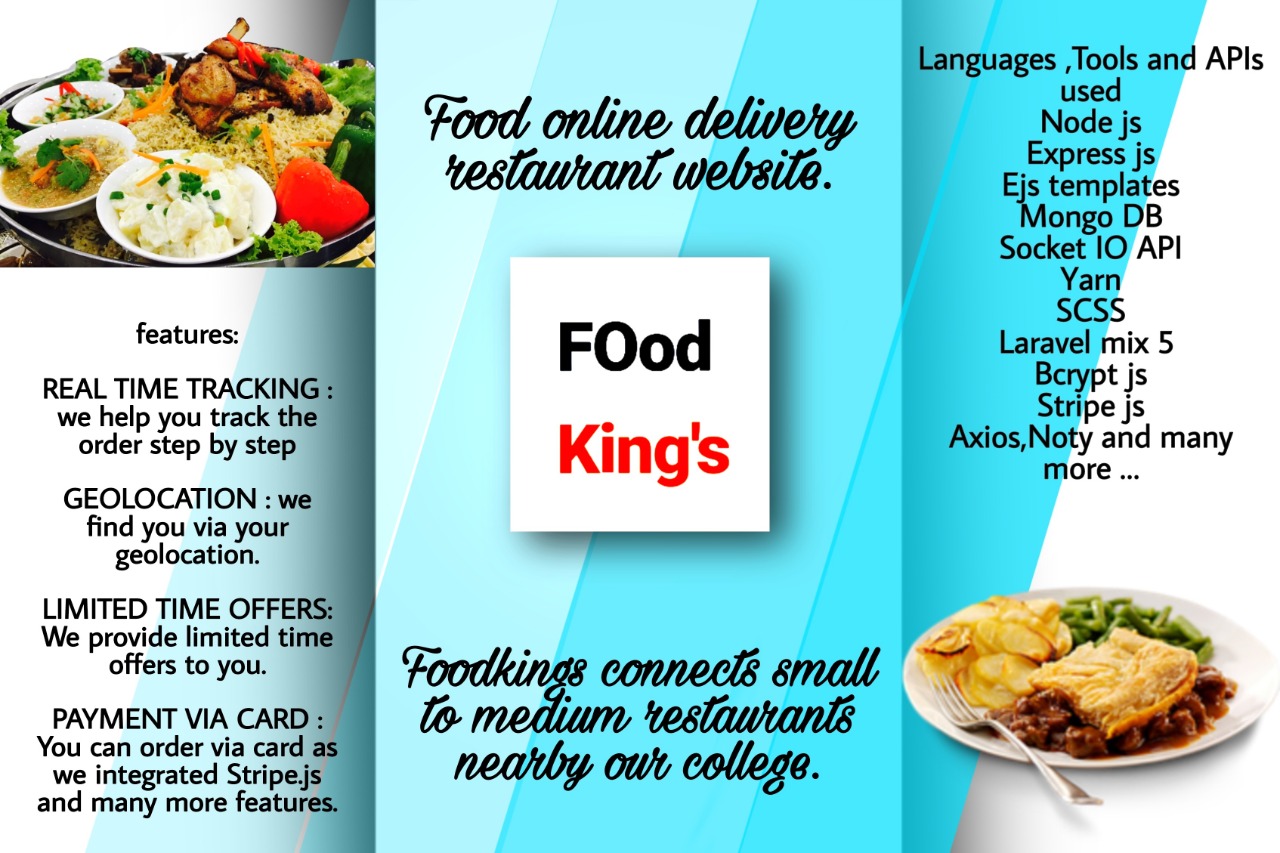 features:
REAL TIME TRACKING :
we help you track the
order step by step
GEOLOCATION : we
find you via your
geolocation.
LIMITED TIME OFFERS:
We provide limited time
offers to you.
PAYMENT VIA CARD :
You can order via card as
we integrated Stripe.js
and many more features.
Food online delivery
restaurant website.
FOod
King's
Foodkings connects small
to medium restaurants
nearby our college.
Languages ,Tools and APIs
used
Node js
Express js
Ejs templates
Mongo DB
Socket IO API
Yarn
SCSS
Laravel mix 5
Bcrypt js
Stripe js
Axios,Noty and many
more ...